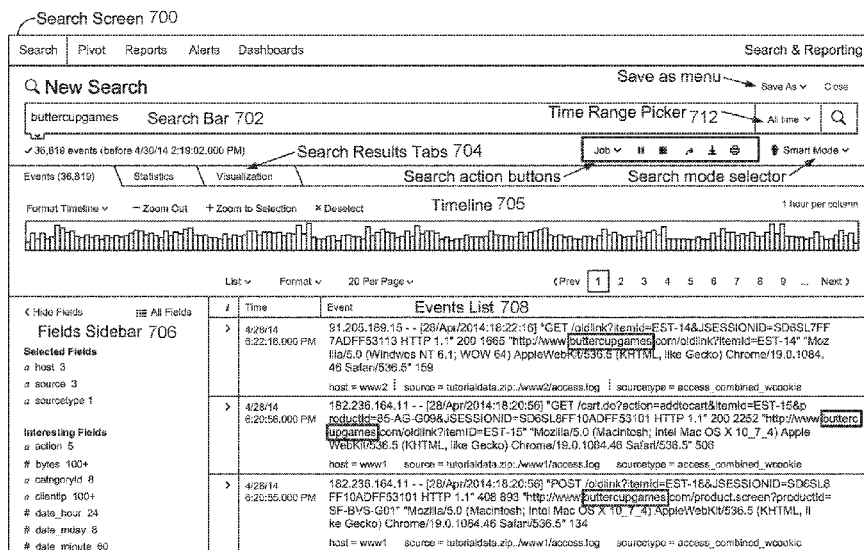 Search Screen 700
Search Pivot Reports Alerts Dashboards Search & Reporting
New Search Save as menu Save As Close
buttercupgames Search Bar 702 Time Range Picker 712 All time
36,819 events (before 4/30/14 2:19:02.000 PM) Search Results Tabs 704 Job Smart Mode
Events (36,819) Statistics Visualization Search action buttons Search mode selector
Format Timeline — Zoom Out + Zoom to Selection × Deselect Timeline 705 1 hour per column
List Format 20 Per Page < Prev 1 2 3 4 5 6 7 8 9 ... Next >
< Hide Fields All Fields
Fields Sidebar 706
Selected Fields
a host 3
a source 3
a sourcetype 1
Interesting Fields
a action 5
# bytes 100+
a categoryId 8
a clientip 100+
# date_hour 24
# date_mday 8
# date_minute 60
i Time Event Events List 708
> 4/28/14 91.205.189.15 - - [28/Apr/2014:18:22:16] "GET /oldlink?itemid=EST-14&JSESSIONID=SD6SL7FF
6:22:16.000 PM 7ADFF53113 HTTP 1.1" 200 1665 "http://www.buttercupgames.com/oldlink?itemid=EST-14" "Moz
illa/5.0 (Windows NT 6.1; WOW 64) AppleWebKit/536.5 (KHTML, like Gecko) Chrome/19.0.1084.
46 Safari/536.5" 159
host = www2 source = tutorialdata.zip:./www2/access.log sourcetype = access_combined_wcookie
> 4/28/14 182.236.164.11 - - [28/Apr/2014:18:20:56] "GET /cart.do?action=addtocart&itemid=EST-15&p
6:20:56.000 PM roductId=85-AG-G09&JSESSIONID=SD6SL8FF10ADFF53101 HTTP 1.1" 200 2252 "http://www.butterc
upgames.com/oldlink?itemID=EST-15" "Mozilla/5.0 (Macintosh; Intel Mac OS X 10_7_4) Apple
WebKit/536.5 (KHTML, like Gecko) Chrome/19.0.1084.46 Safari/536.5" 506
host = www1 source = tutorialdata.zip:./www1/access.log sourcetype = access_combined_wcookie
> 4/28/14 182.236.164.11 - - [28/Apr/2014:18:20:56] "POST /oldlink?itemid=EST-18&JSESSIONID=SD6SL8
6:20:55.000 PM FF10ADFF53101 HTTP 1.1" 408 893 "http://www.buttercupgames.com/product.screen?productId=
SF-BVS-G01" "Mozilla/5.0 (Macintosh; Intel Mac OS X 10_7_4) AppleWebKit/536.5 (KHTML, li
ke Gecko) Chrome/19.0.1084.46 Safari/536.5" 134
host = www1 source = tutorialdata.zip:./www1/access.log sourcetype = access_combined_wcookie